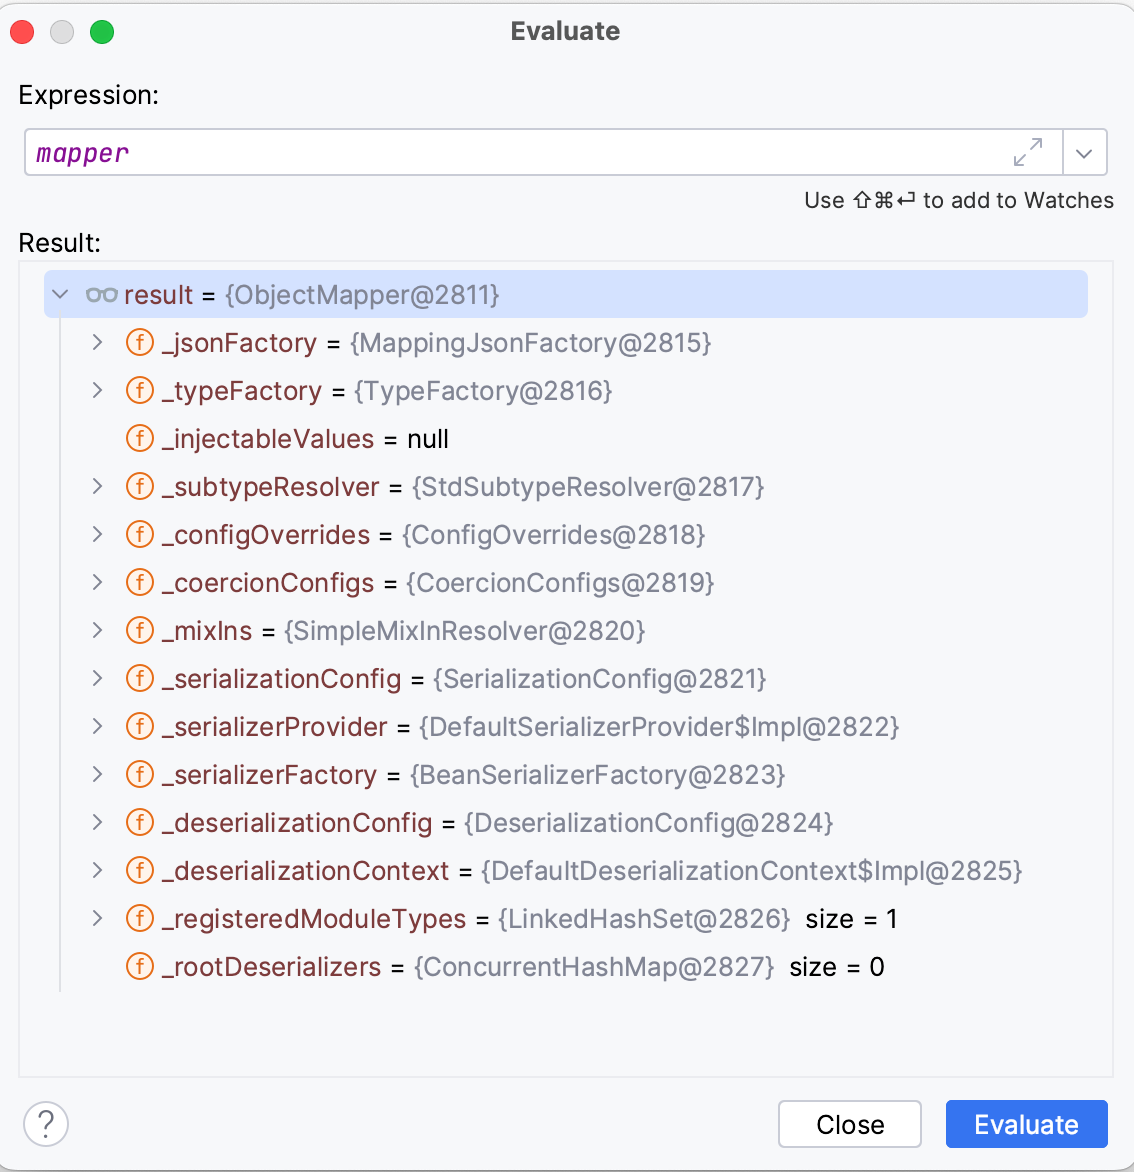 Evaluate
Expression:
mapper
Use ⇧⌘⏎ to add to Watches
Result:
result = {ObjectMapper@2811}
f _jsonFactory = {MappingJsonFactory@2815}
f _typeFactory = {TypeFactory@2816}
f _injectableValues = null
f _subtypeResolver = {StdSubtypeResolver@2817}
f _configOverrides = {ConfigOverrides@2818}
f _coercionConfigs = {CoercionConfigs@2819}
f _mixIns = {SimpleMixInResolver@2820}
f _serializationConfig = {SerializationConfig@2821}
f _serializerProvider = {DefaultSerializerProvider$Impl@2822}
f _serializerFactory = {BeanSerializerFactory@2823}
f _deserializationConfig = {DeserializationConfig@2824}
f _deserializationContext = {DefaultDeserializationContext$Impl@2825}
f _registeredModuleTypes = {LinkedHashSet@2826} size = 1
f _rootDeserializers = {ConcurrentHashMap@2827} size = 0
? Close Evaluate